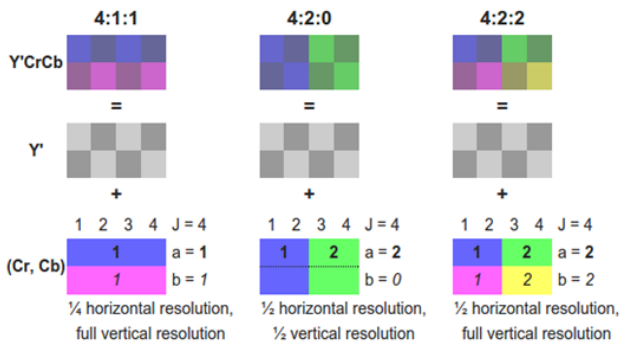 4:1:1 4:2:0 4:2:2
Y'CrCb
= = =
Y'
+ + +
1 2 3 4 J = 4 1 2 3 4 J = 4 1 2 3 4 J = 4
1 a = 1 1 2 a = 2 1 2 a = 2
(Cr, Cb)
1 b = 1 b = 0 1 2 b = 2
¼ horizontal resolution, ½ horizontal resolution, ½ horizontal resolution,
full vertical resolution ½ vertical resolution full vertical resolution